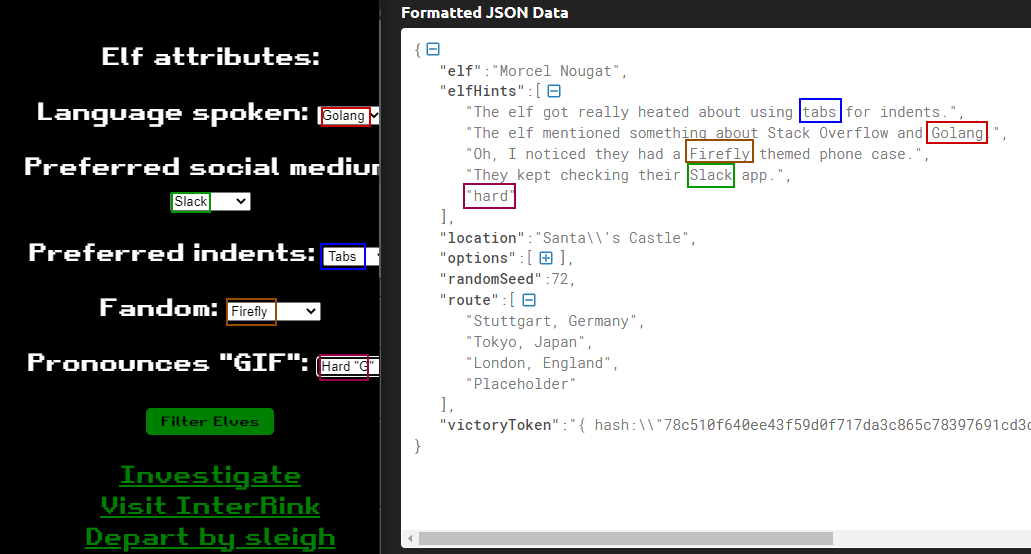 Elf attributes:
Language spoken: Golang
Preferred social medium
Slack
Preferred indents: Tabs
Fandom: Firefly
Pronounces "GIF": Hard "G"
Filter Elves
Investigate
Visit InterRink
Depart by sleigh
Formatted JSON Data
{
"elf":"Morcel Nougat",
"elfHints":[
"The elf got really heated about using tabs for indents.",
"The elf mentioned something about Stack Overflow and Golang.",
"Oh, I noticed they had a Firefly themed phone case.",
"They kept checking their Slack app.",
"hard"
],
"location":"Santa\\'s Castle",
"options":[ ],
"randomSeed":72,
"route":[
"Stuttgart, Germany",
"Tokyo, Japan",
"London, England",
"Placeholder"
],
"victoryToken":"{ hash:\\"78c510f640ee43f59d0f717da3c865c78397691cd3c
}